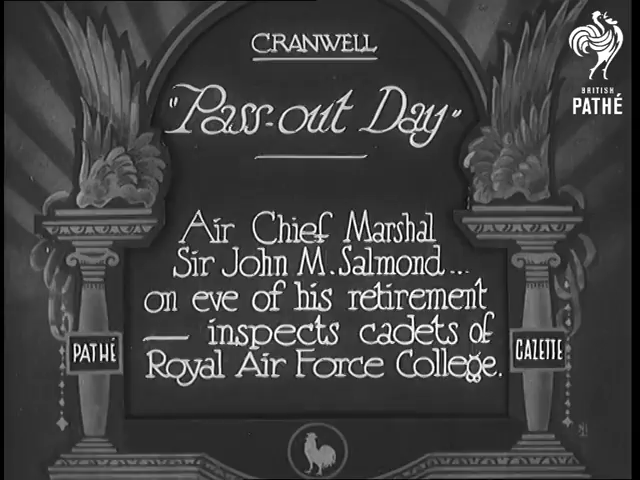 CRANWELL
"Pass-out Day"
Air Chief Marshal
Sir John M. Salmond...
on eve of his retirement
— inspects cadets of
Royal Air Force College.
PATHÉ
GAZETTE
BRITISH
PATHÉ